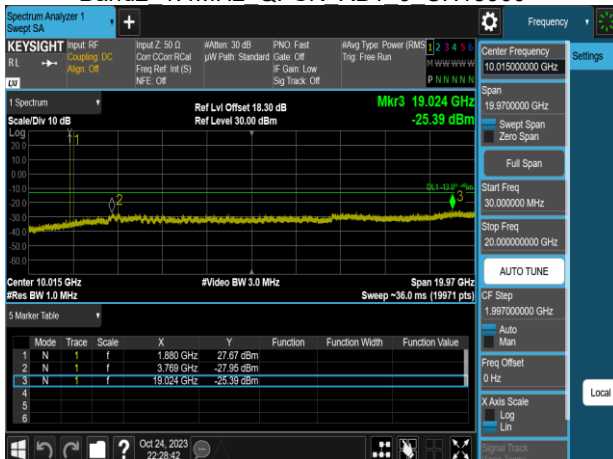 Spectrum Analyzer 1
Swept SA
Frequency
KEYSIGHT
RL
Input: RF
Coupling: DC
Align: Off
Input Z: 50 Ω
Corr CCorr RCal
Freq Ref: Int (S)
NFE: Off
#Atten: 30 dB
µW Path: Standard
PNO: Fast
Gate: Off
IF Gain: Low
Sig Track: Off
#Avg Type: Power (RMS
Trig: Free Run
1 2 3 4 5 6
M W W W W W
P N N N N N
LXI
1 Spectrum
Scale/Div 10 dB
Ref Lvl Offset 18.30 dB
Ref Level 30.00 dBm
Mkr3 19.024 GHz
-25.39 dBm
Log
20.0
10.0
0.00
-10.0
-20.0
-30.0
-40.0
-50.0
-60.0
1
2
3
Center 10.015 GHz
#Res BW 1.0 MHz
#Video BW 3.0 MHz
Span 19.97 GHz
Sweep ~36.0 ms (19971 pts)
5 Marker Table
Mode Trace Scale X Y Function Function Width Function Value
1 N 1 f 1.880 GHz 27.67 dBm
2 N 1 f 3.769 GHz -27.95 dBm
3 N 1 f 19.024 GHz -25.39 dBm
4
5
6
Oct 24, 2023
22:28:42
Center Frequency
10.015000000 GHz
Span
19.9700000 GHz
Swept Span
Zero Span
Full Span
Start Freq
30.000000 MHz
Stop Freq
20.000000000 GHz
AUTO TUNE
CF Step
1.997000000 GHz
Auto
Man
Freq Offset
0 Hz
X Axis Scale
Log
Lin
Signal Track
Settings
Local